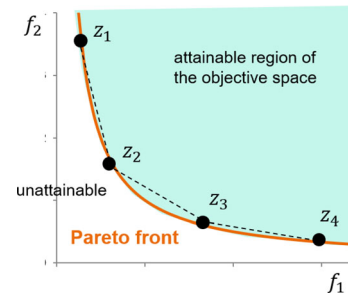 f₂
z₁
attainable region of
the objective space
z₂
unattainable
z₃
z₄
Pareto front
f₁